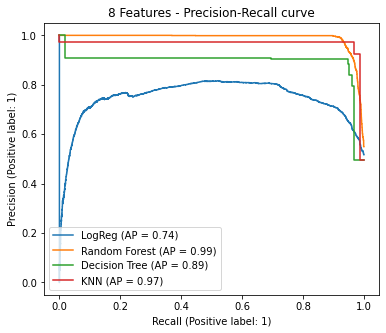 8 Features - Precision-Recall curve
Precision (Positive label: 1)
1.0
0.8
0.6
0.4
0.2
0.0
LogReg (AP = 0.74)
Random Forest (AP = 0.99)
Decision Tree (AP = 0.89)
KNN (AP = 0.97)
0.0 0.2 0.4 0.6 0.8 1.0
Recall (Positive label: 1)